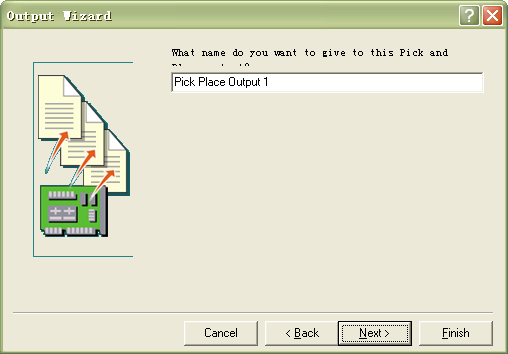 Output Wizard
What name do you want to give to this Pick and
Pick Place Output 1
Cancel
< Back
Next >
Finish